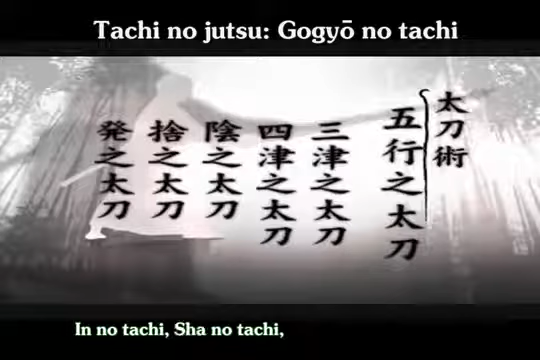 Tachi no jutsu: Gogyō no tachi
太刀術
五行之太刀
三津之太刀
四津之太刀
陰之太刀
捨之太刀
発之太刀
In no tachi, Sha no tachi,